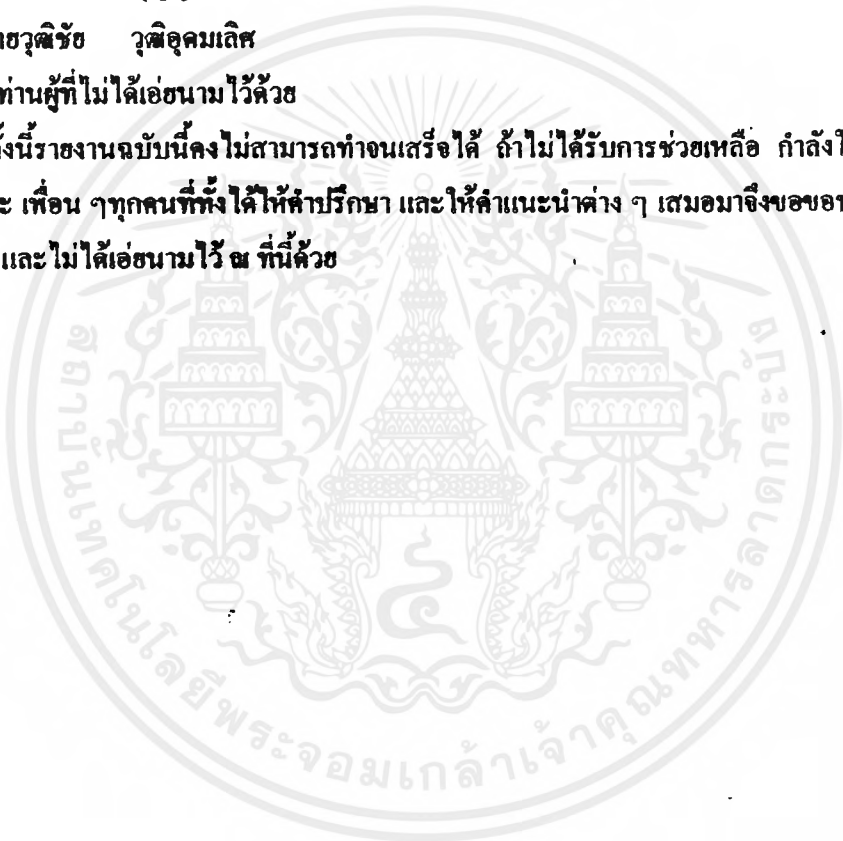 ายวุฒิชัย วุฒิอุดมเลิศ
ท่านผู้ที่ไม่ได้เอ่ยนามไว้ด้วย
ั้งนี้รายงานฉบับนี้คงไม่สามารถทำจนเสร็จได้ ถ้าไม่ได้รับการช่วยเหลือ กำลังใ
ะ เพื่อน ๆทุกคนที่ทั้งได้ให้คำปรึกษา และให้คำแนะนำต่าง ๆ เสมอมาจึงขอขอบ
และไม่ได้เอ่ยนามไว้ ณ ที่นี้ด้วย
สถาบันเทคโนโลยีพระจอมเกล้าเจ้าคุณทหารลาดกระบัง